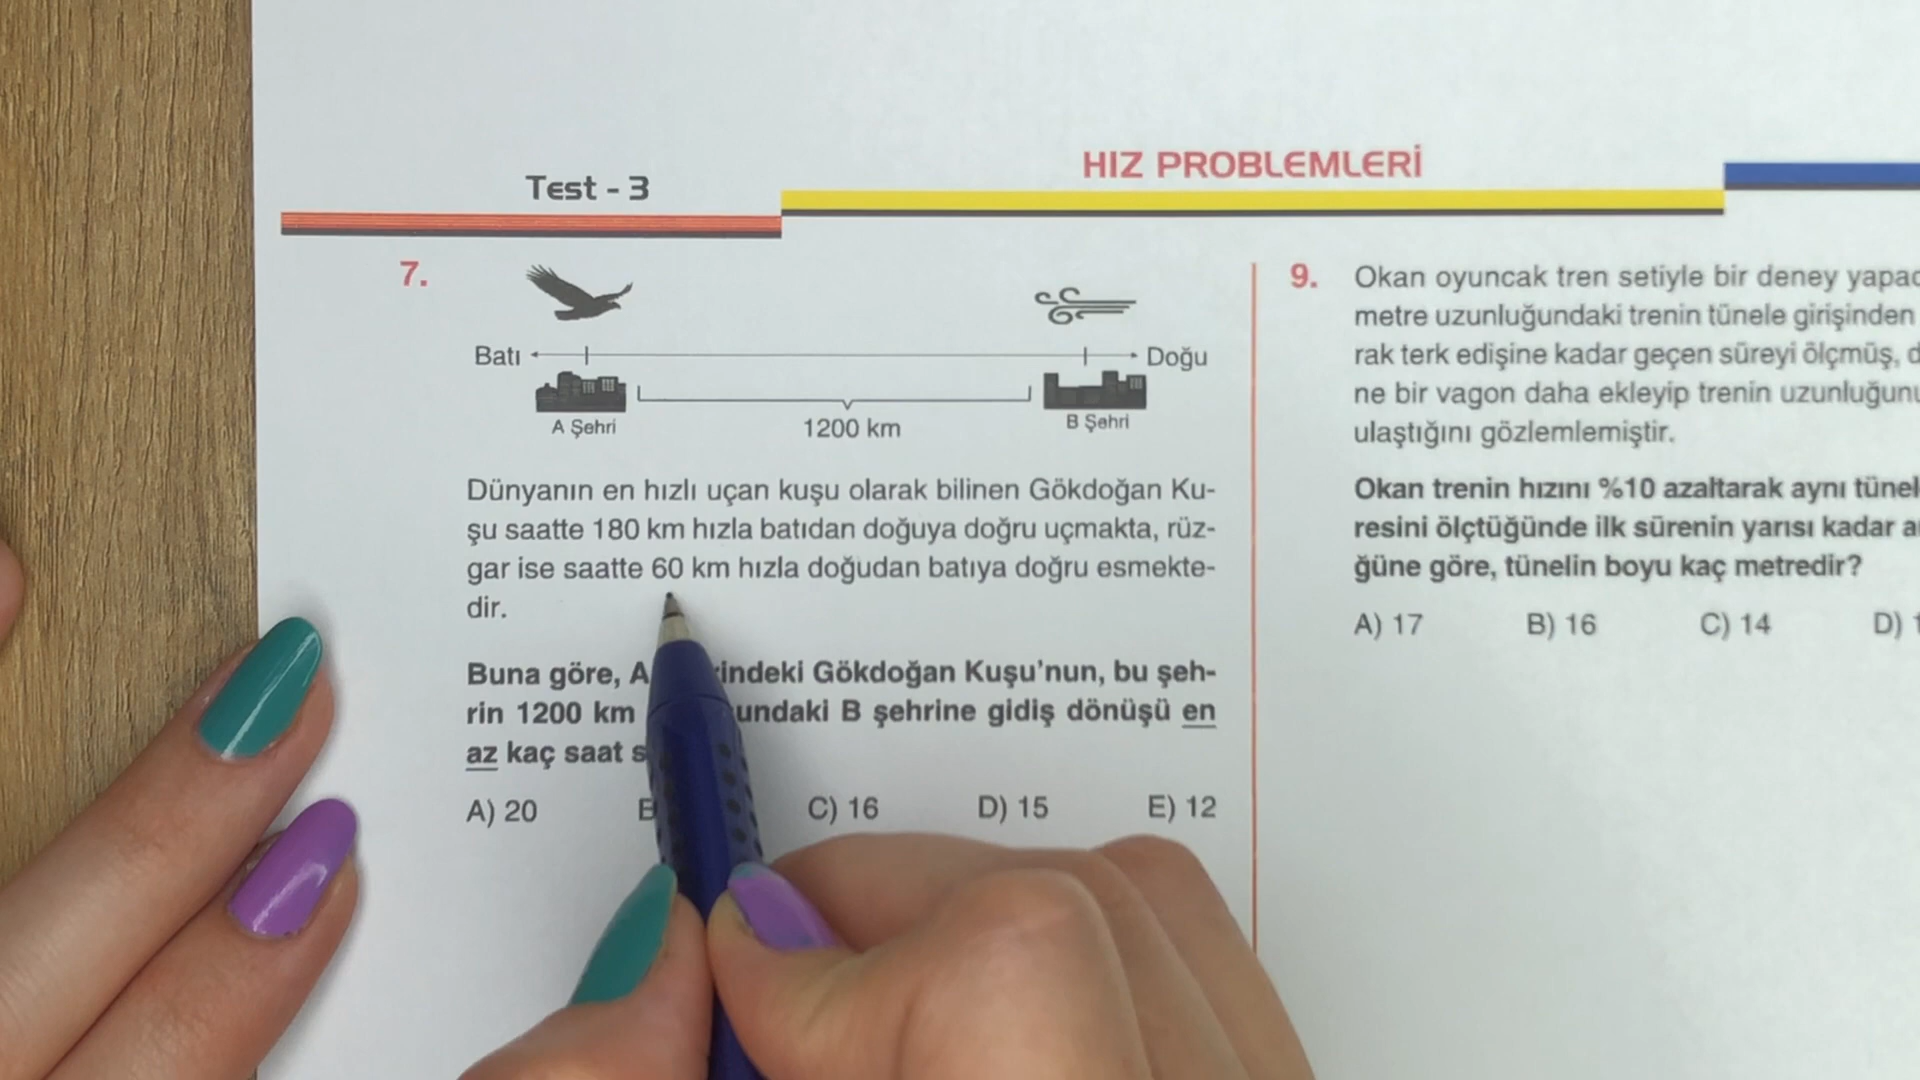 Test - 3
HIZ PROBLEMLERİ
7.
Batı
Doğu
A Şehri
1200 km
B Şehri
Dünyanın en hızlı uçan kuşu olarak bilinen Gökdoğan Ku-
şu saatte 180 km hızla batıdan doğuya doğru uçmakta, rüz-
gar ise saatte 60 km hızla doğudan batıya doğru esmekte-
dir.
Buna göre, A Gökdoğan Kuşu'nun, bu şeh-
rin 1200 km B şehrine gidiş dönüşü en
az kaç saat
A) 20
C) 16
D) 15
E) 12
9.
Okan oyuncak tren setiyle bir deney
metre uzunluğundaki trenin tünele girişinden
rak terk edişine kadar geçen süreyi ölçmüş,
ne bir vagon daha ekleyip trenin
ulaştığını gözlemlemiştir.
Okan trenin hızını %10 azaltarak aynı
resini ölçtüğünde ilk sürenin yarısı kadar
ğüne göre, tünelin boyu kaç metredir?
A) 17
B) 16
C) 14
D)